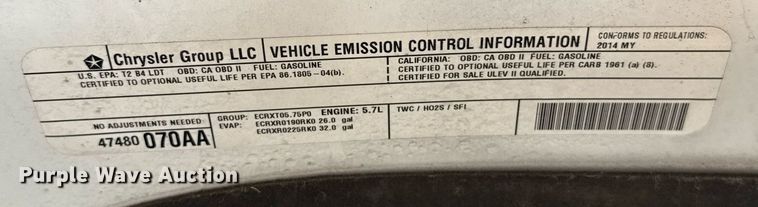 Chrysler Group LLC
VEHICLE EMISSION CONTROL INFORMATION
CONFORMS TO REGULATIONS:
2014 MY
U.S. EPA: T2 B4 LDT OBD: CA OBD II FUEL: GASOLINE
CERTIFIED TO OPTIONAL USEFUL LIFE PER EPA 86.1805-04(b).
CALIFORNIA: OBD: CA OBD II FUEL: GASOLINE
CERTIFIED TO OPTIONAL USEFUL LIFE PER CARB 1961 (a) (8).
CERTIFIED FOR SALE ULEV II QUALIFIED.
NO ADJUSTMENTS NEEDED:
47480 070AA
GROUP: ECRXT05.75P0 ENGINE: 5.7L
EVAP: ECRXR0190RK0 26.0 gal
ECRXR0225RK0 32.0 gal
TWC / HO2S / SFI
Purple Wave Auction